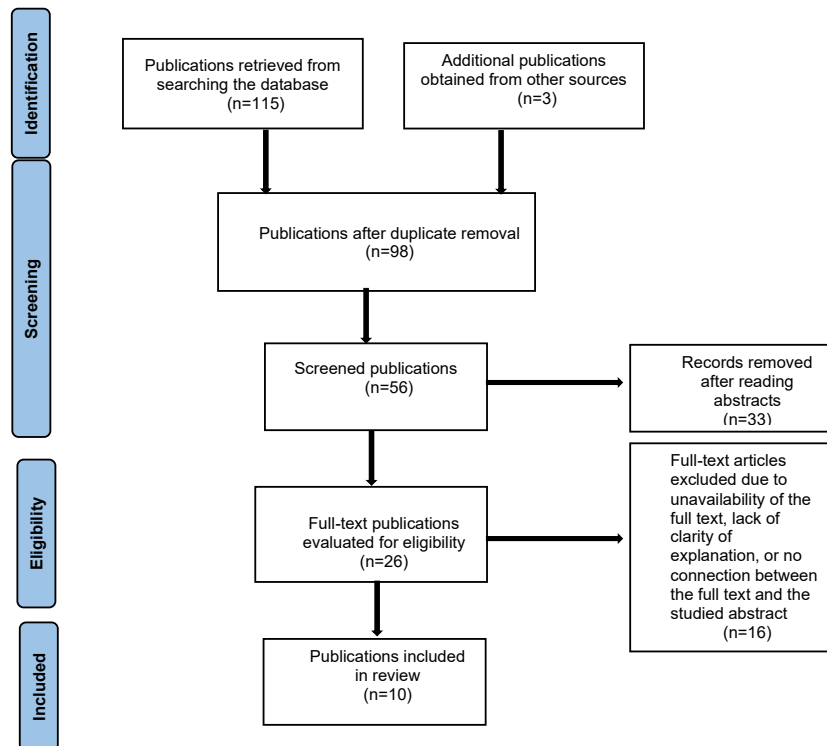 Identification
Publications retrieved from
searching the database
(n=115)
Additional publications
obtained from other sources
(n=3)
Screening
Publications after duplicate removal
(n=98)
Screened publications
(n=56)
Records removed
after reading
abstracts
(n=33)
Eligibility
Full-text publications
evaluated for eligibility
(n=26)
Full-text articles
excluded due to
unavailability of the
full text, lack of
clarity of
explanation, or no
connection between
the full text and the
studied abstract
(n=16)
Included
Publications included
in review
(n=10)